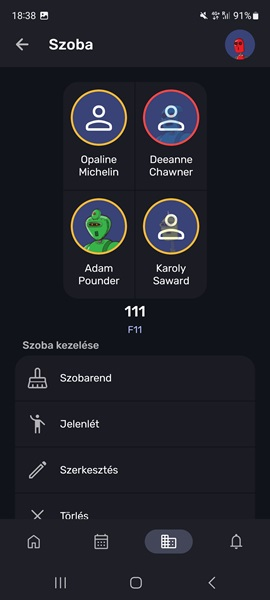 18:38
91%
Szoba
Opaline
Michelin
Deeanne
Chawner
Adam
Pounder
Karoly
Saward
111
F11
Szoba kezelése
Szobarend
Jelenlét
Szerkesztés
Törlés